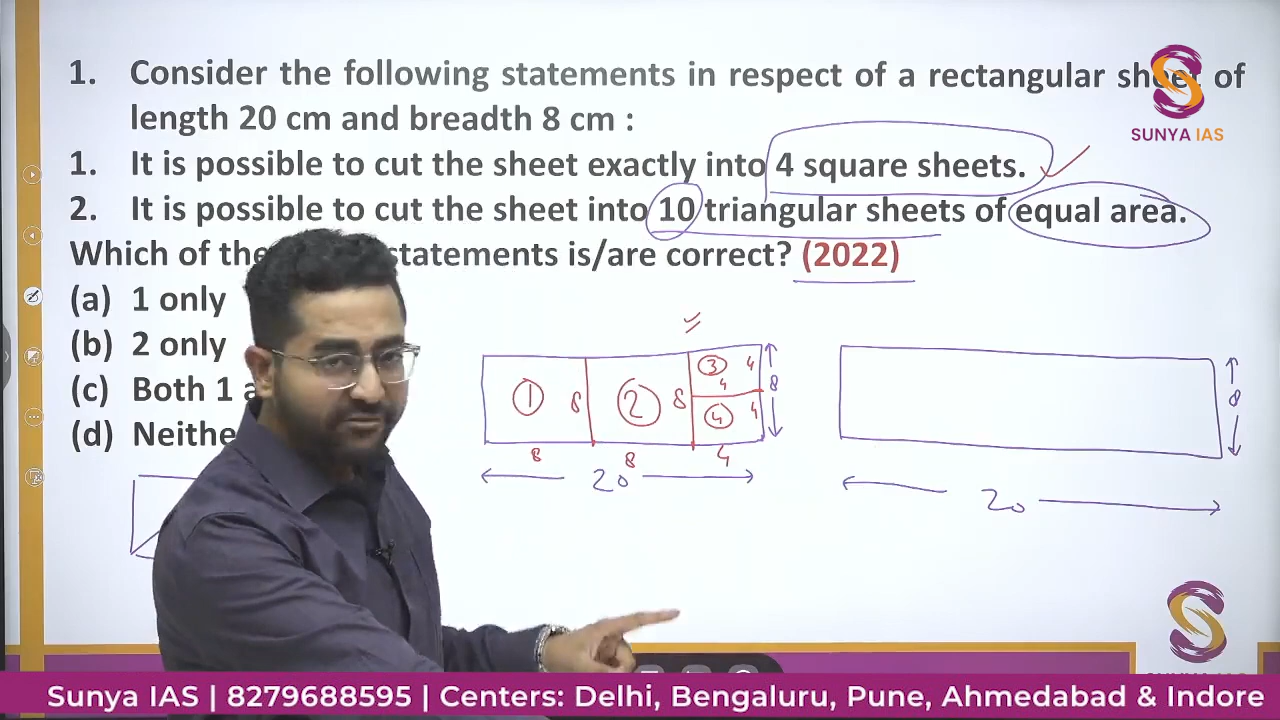 1. Consider the following statements in respect of a rectangular sheet of
length 20 cm and breadth 8 cm :
SUNYA IAS
1. It is possible to cut the sheet exactly into 4 square sheets.
2. It is possible to cut the sheet into 10 triangular sheets of equal area.
Which of the statements is/are correct? (2022)
(a) 1 only
(b) 2 only
(c) Both 1
(d)
1 8 2 8 3 4 4 8
4 4
8 8 4
20
8
20
Sunya IAS | 8279688595 | Centers: Delhi, Bengaluru, Pune, Ahmedabad & Indore